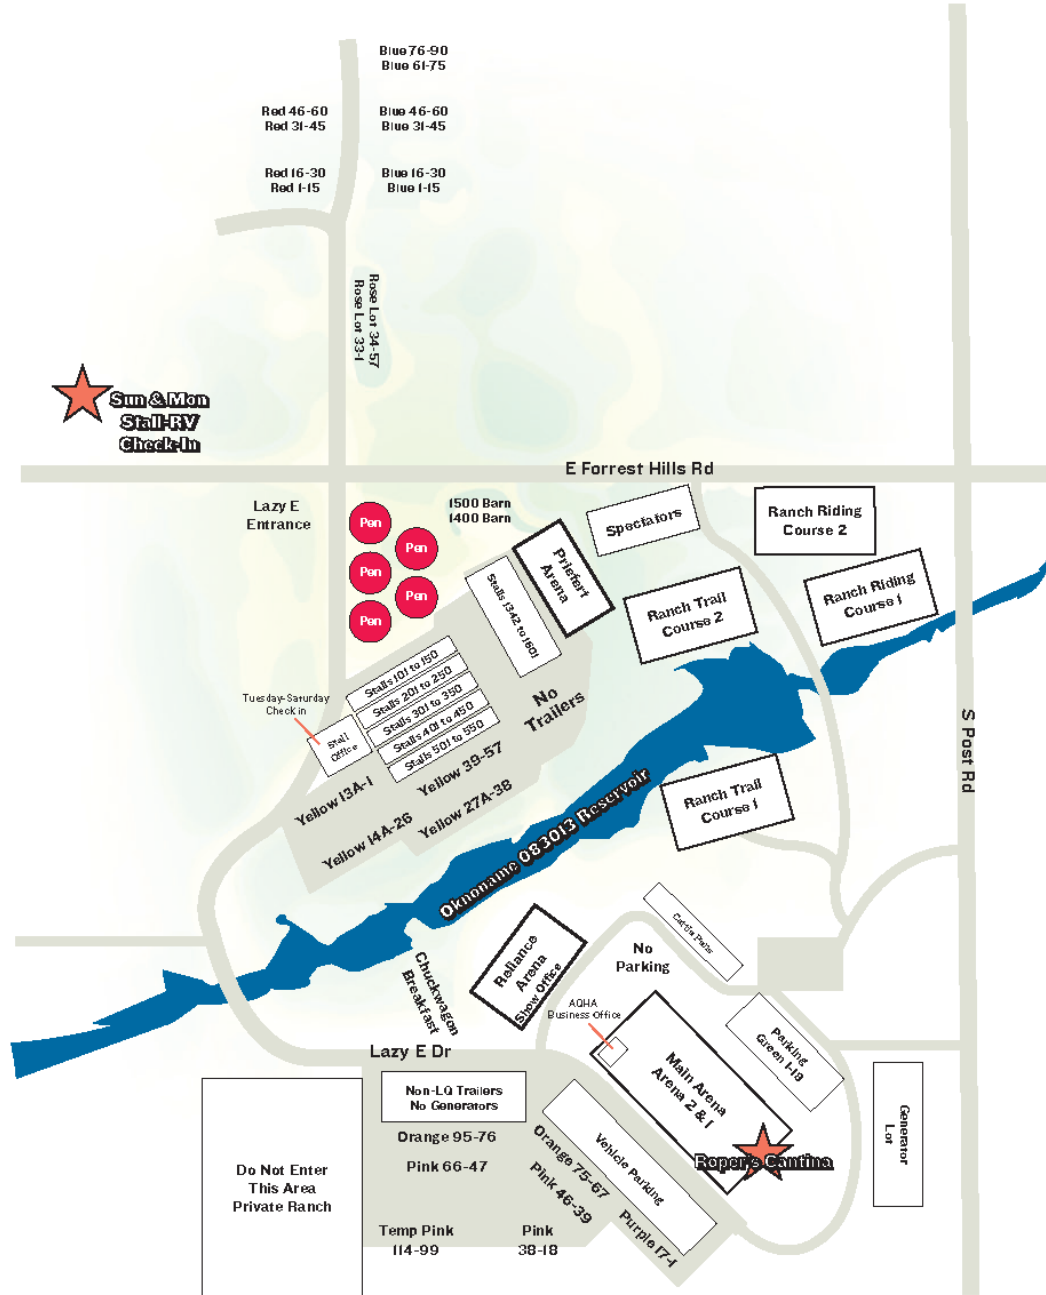 Blue 76-90
Blue 61-75
Red 46-60
Red 31-45
Blue 46-60
Blue 31-45
Red 16-30
Red 1-15
Blue 16-30
Blue 1-15
Rose Lot 34-57
Rose Lot 33-1
Sun & Mon
Stall-RV
Check-In
E Forrest Hills Rd
Lazy E
Entrance
Pen
Pen
Pen
Pen
Pen
1500 Barn
1400 Barn
Priefert
Arena
Spectators
Ranch Riding
Course 2
Ranch Riding
Course 1
Ranch Trail
Course 2
Stalls 1342 to 1601
No
Trailers
Stalls 101 to 150
Stalls 201 to 250
Stalls 301 to 350
Stalls 401 to 450
Stalls 501 to 550
Tuesday-Saturday
Check in
Stall
Office
Yellow 13A-1
Yellow 39-57
Yellow 14A-26
Yellow 27A-38
S Post Rd
Ranch Trail
Course 1
Oknoname 083013 Reservoir
Cattle Pens
No
Parking
Reliance
Arena
Show Office
Chuckwagon
Breakfast
AQHA
Business Office
Lazy E Dr
Main Arena
Arena 2 & 1
Parking
Green 1-18
Generator
Lot
Roper's Cantina
Non-LQ Trailers
No Generators
Orange 95-76
Pink 66-47
Orange 75-67
Pink 46-39
Vehicle Parking
Purple 17-1
Temp Pink
114-99
Pink
38-18
Do Not Enter
This Area
Private Ranch